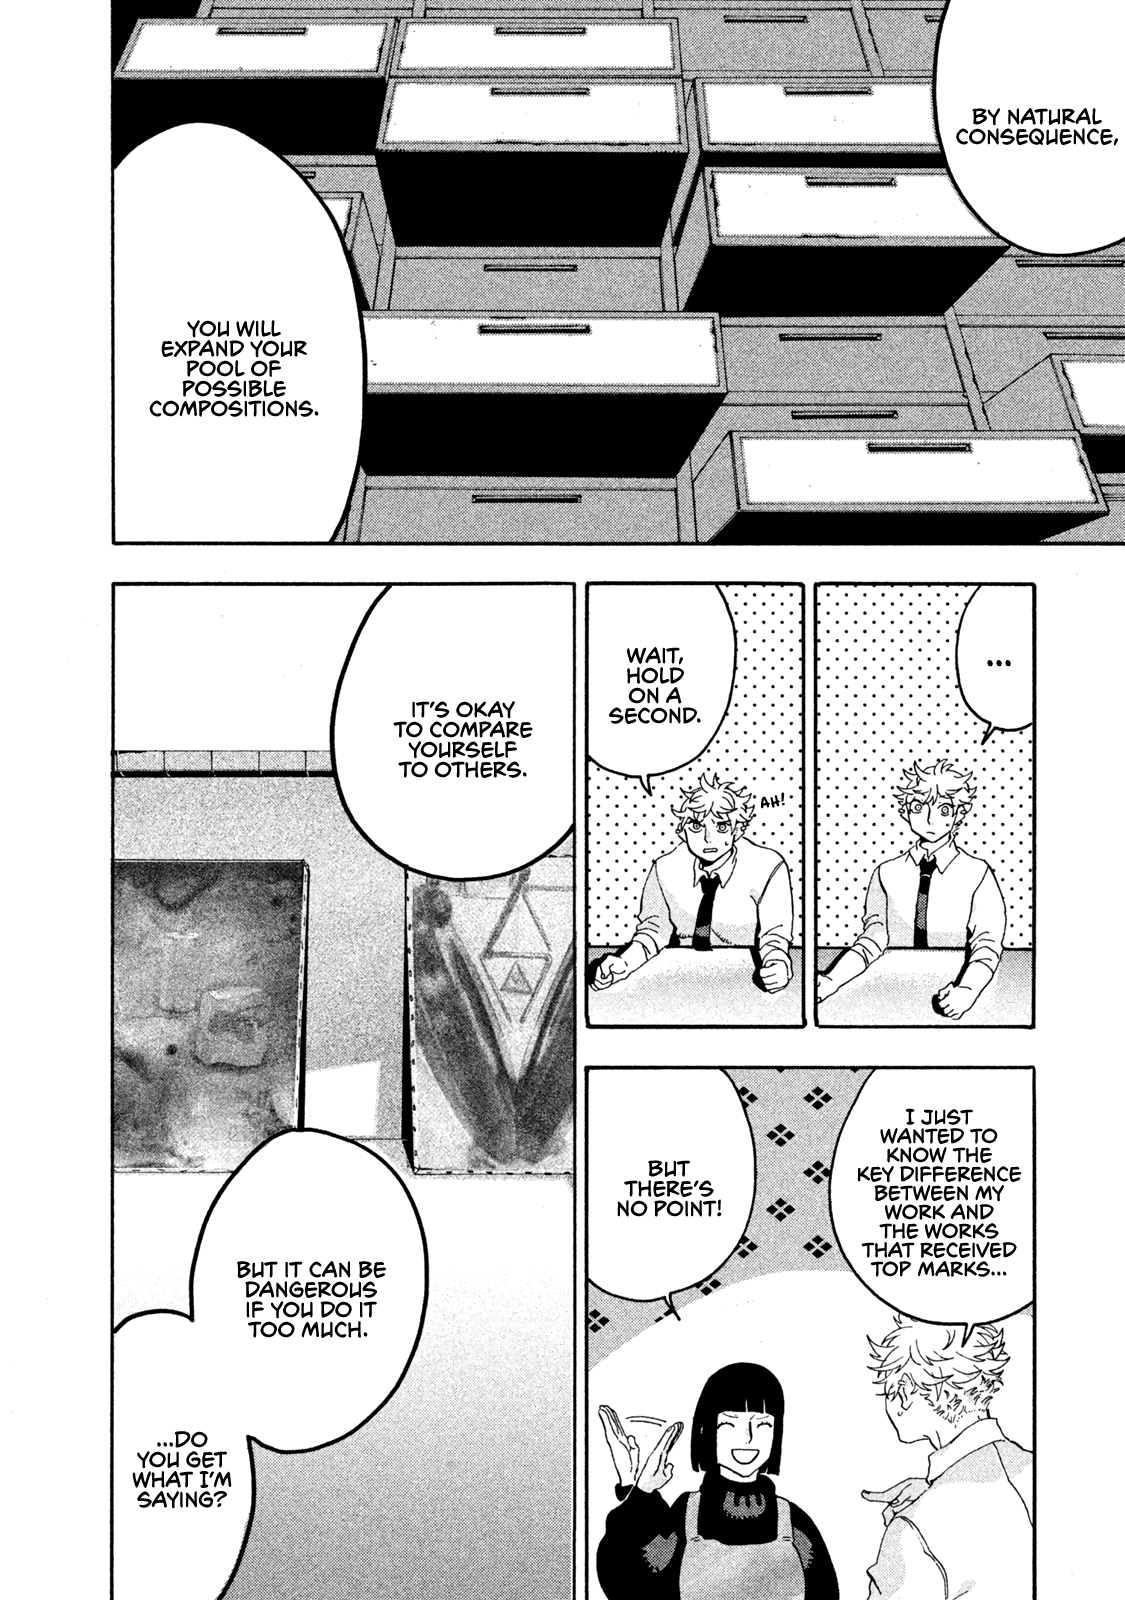 BY NATURAL
CONSEQUENCE,
YOU WILL
EXPAND YOUR
POOL OF
POSSIBLE
COMPOSITIONS.
...
WAIT,
HOLD
ON A
SECOND.
AH!
I JUST
WANTED TO
KNOW THE
KEY DIFFERENCE
BETWEEN MY
WORK AND
THE WORKS
THAT RECEIVED
TOP MARKS...
BUT
THERE'S
NO POINT!
IT'S OKAY
TO COMPARE
YOURSELF
TO OTHERS.
BUT IT CAN BE
DANGEROUS
IF YOU DO IT
TOO MUCH.
...DO
YOU GET
WHAT I'M
SAYING?